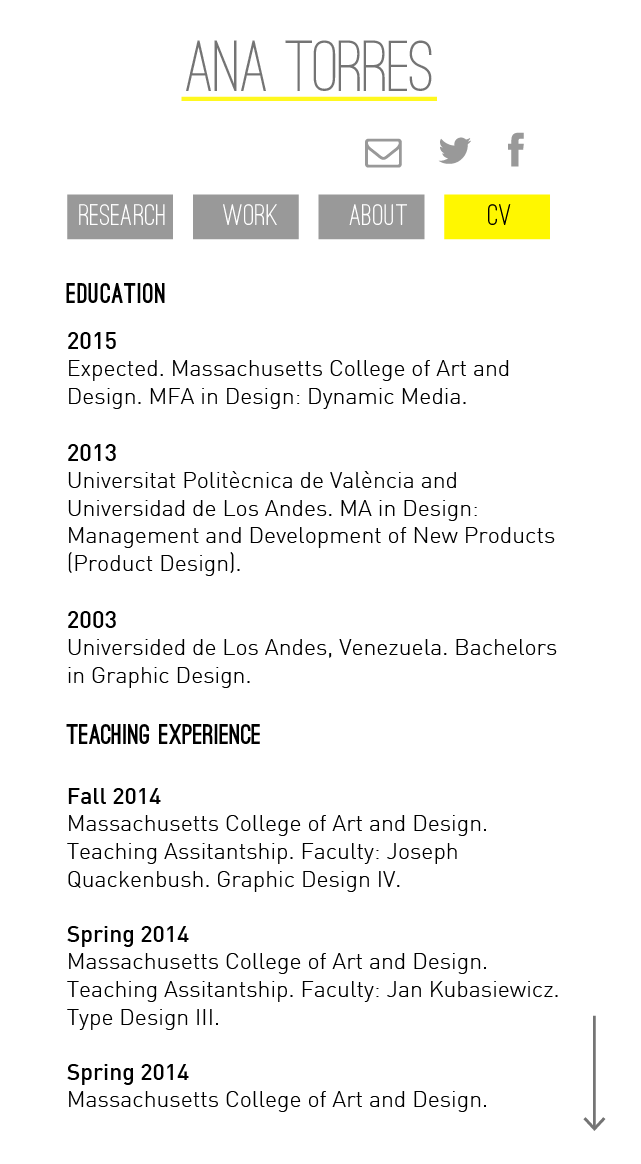 ANA TORRES
RESEARCH WORK ABOUT CV
EDUCATION
2015
Expected. Massachusetts College of Art and
Design. MFA in Design: Dynamic Media.
2013
Universitat Politècnica de València and
Universidad de Los Andes. MA in Design:
Management and Development of New Products
(Product Design).
2003
Universided de Los Andes, Venezuela. Bachelors
in Graphic Design.
TEACHING EXPERIENCE
Fall 2014
Massachusetts College of Art and Design.
Teaching Assitantship. Faculty: Joseph
Quackenbush. Graphic Design IV.
Spring 2014
Massachusetts College of Art and Design.
Teaching Assitantship. Faculty: Jan Kubasiewicz.
Type Design III.
Spring 2014
Massachusetts College of Art and Design.